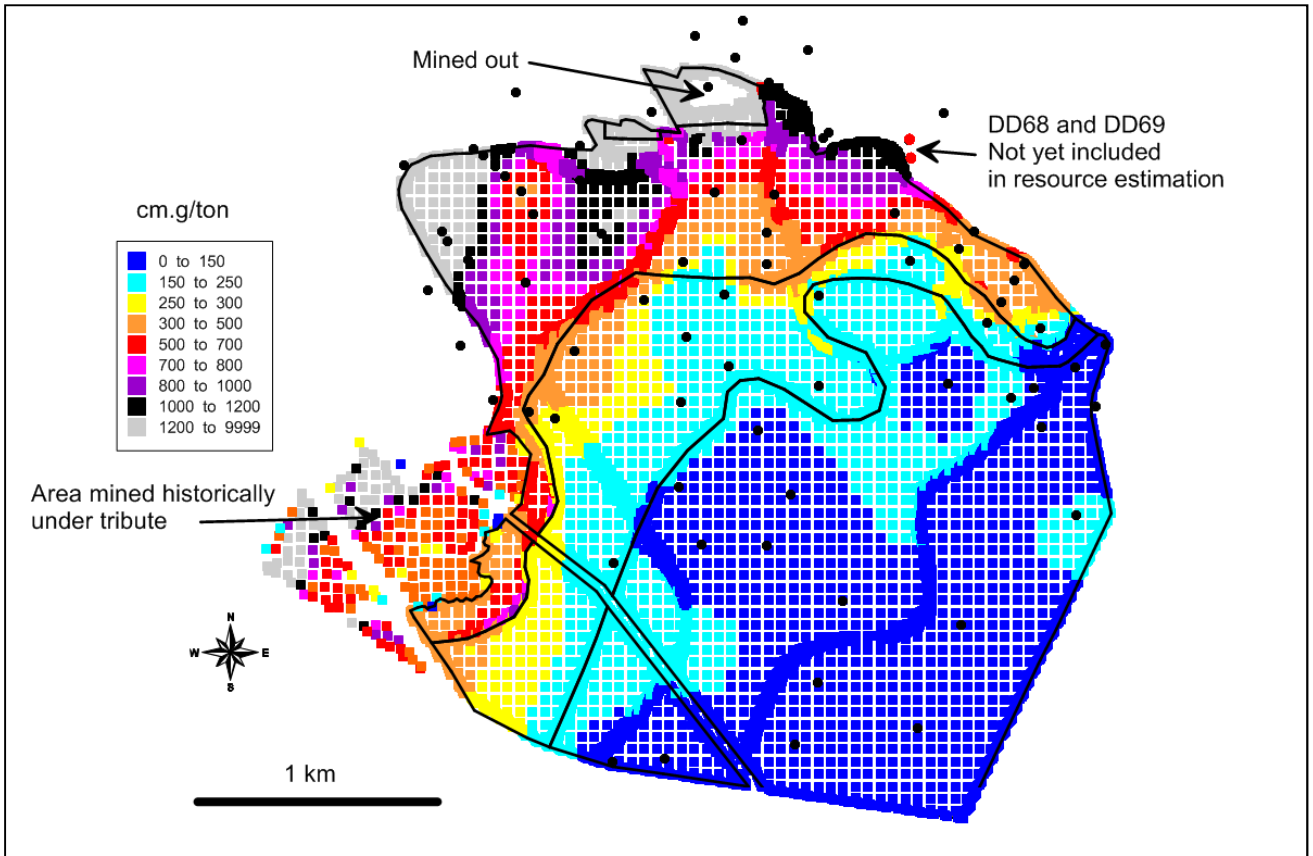 Mined out
DD68 and DD69
Not yet included
in resource estimation
cm.g/ton
0 to 150
150 to 250
250 to 300
300 to 500
500 to 700
700 to 800
800 to 1000
1000 to 1200
1200 to 9999
Area mined historically
under tribute
N
W E
S
1 km